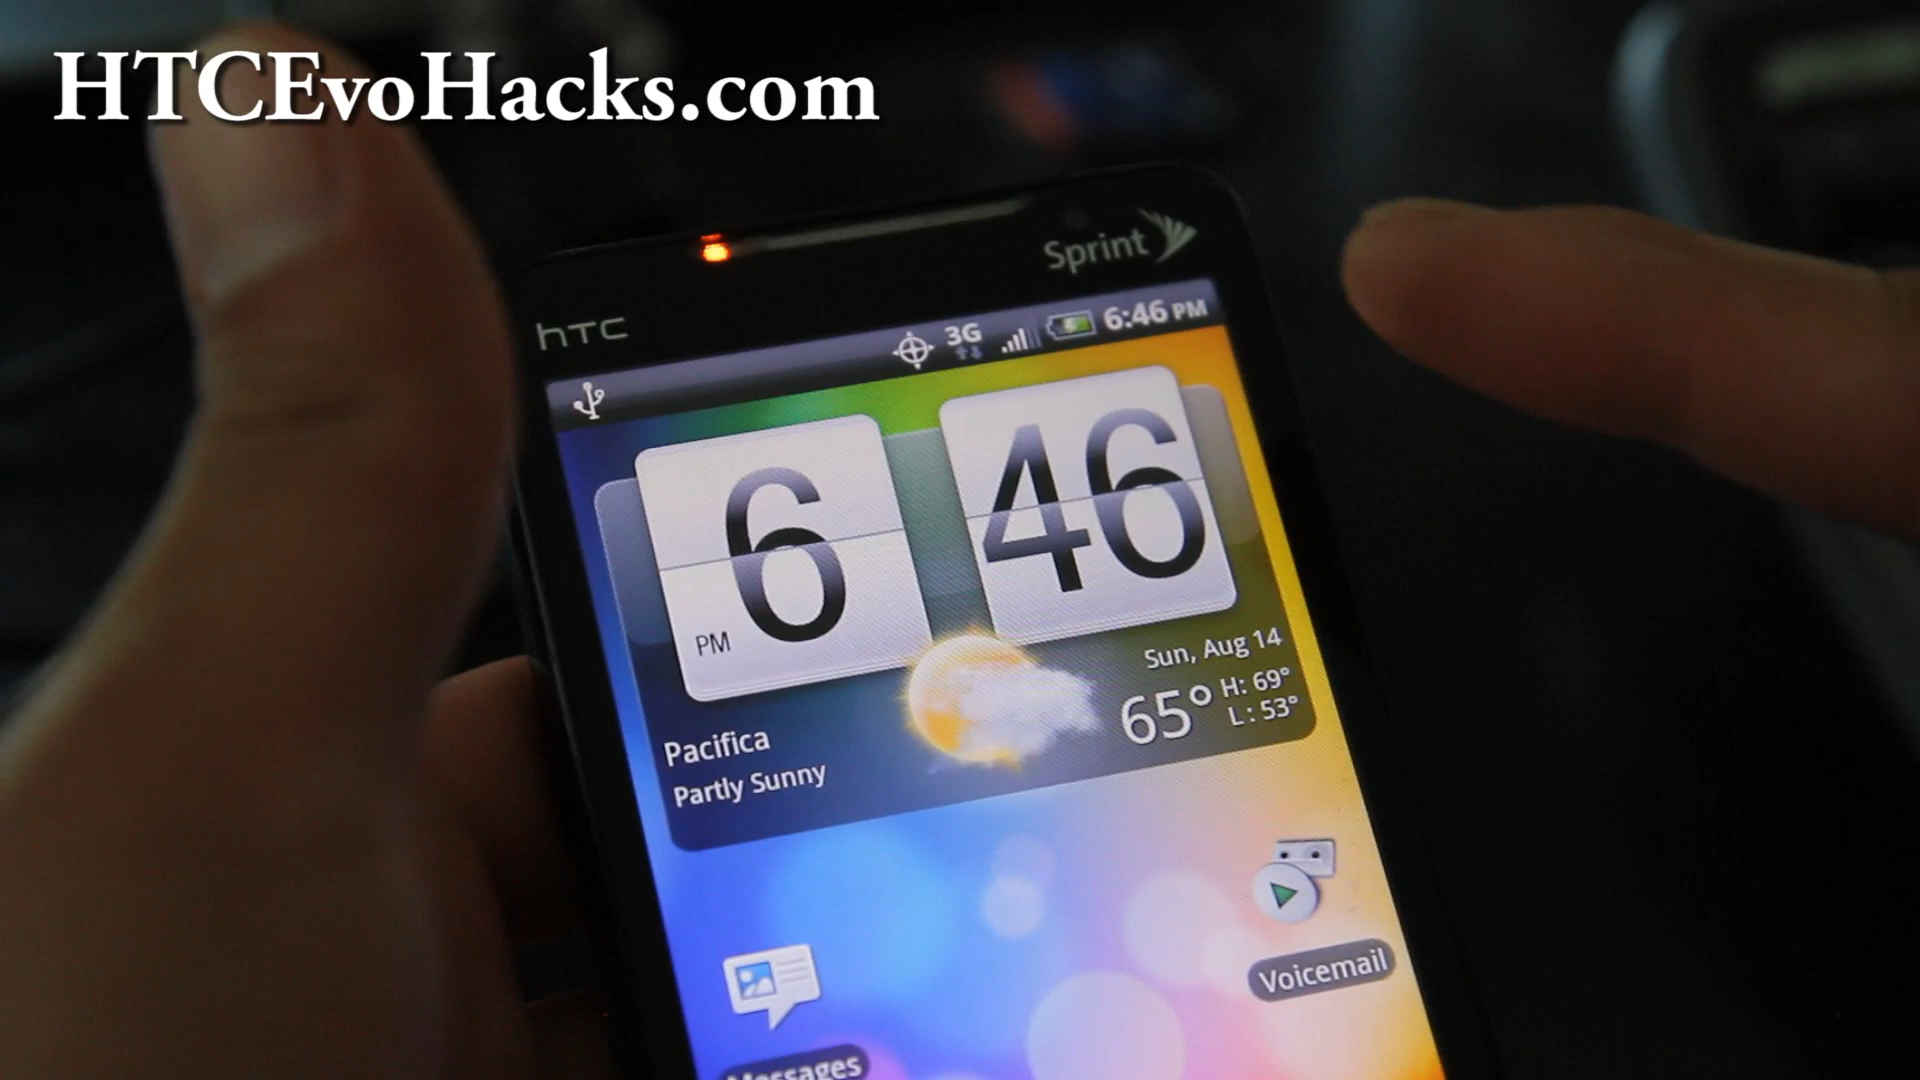 HTCEvoHacks.com
Sprint
hTC
3G 6:46 PM
6 46
PM
Sun, Aug 14
65° H: 69°
L: 53°
Pacifica
Partly Sunny
Voicemail
Messages